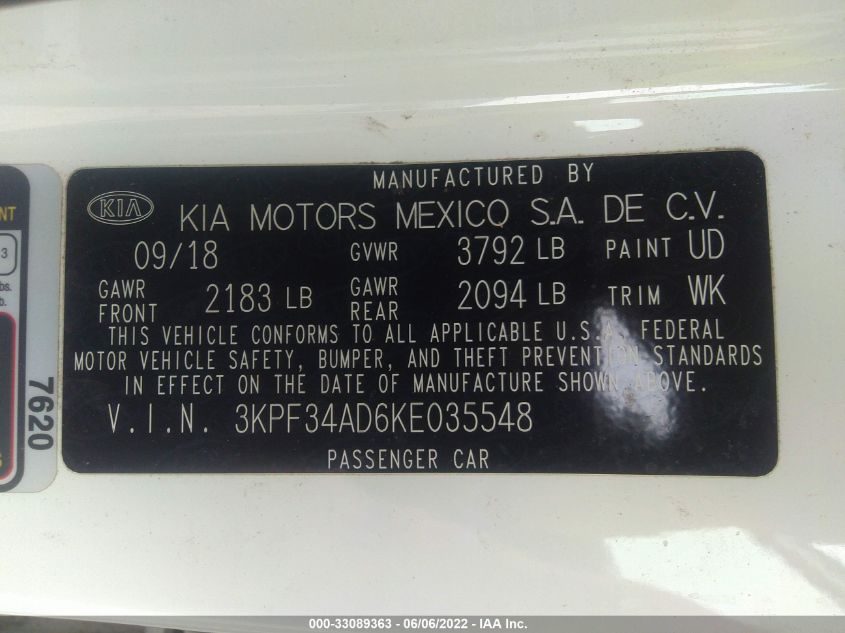 MANUFACTURED BY
KIA
KIA MOTORS MEXICO S.A. DE C.V.
09/18 GVWR 3792 LB PAINT UD
GAWR FRONT 2183 LB GAWR REAR 2094 LB TRIM WK
THIS VEHICLE CONFORMS TO ALL APPLICABLE U.S.A. FEDERAL
MOTOR VEHICLE SAFETY, BUMPER, AND THEFT PREVENTION STANDARDS
IN EFFECT ON THE DATE OF MANUFACTURE SHOWN ABOVE.
V.I.N. 3KPF34AD6KE035548
PASSENGER CAR
NT
3
bs.
b.
7620
S
000-33089363 - 06/06/2022 - IAA Inc.